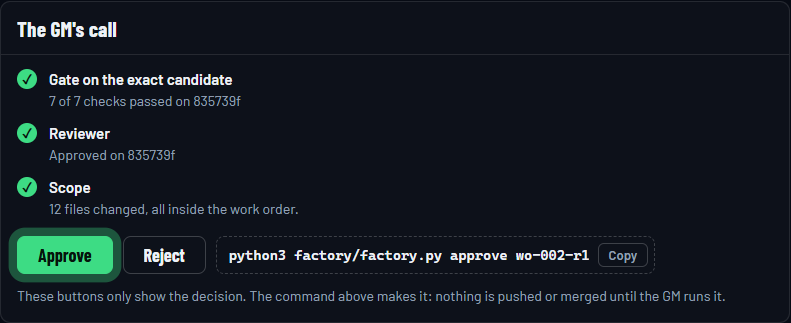 The GM's call
Gate on the exact candidate
7 of 7 checks passed on 835739f
Reviewer
Approved on 835739f
Scope
12 files changed, all inside the work order.
Approve Reject python3 factory/factory.py approve wo-002-r1 Copy
These buttons only show the decision. The command above makes it: nothing is pushed or merged until the GM runs it.